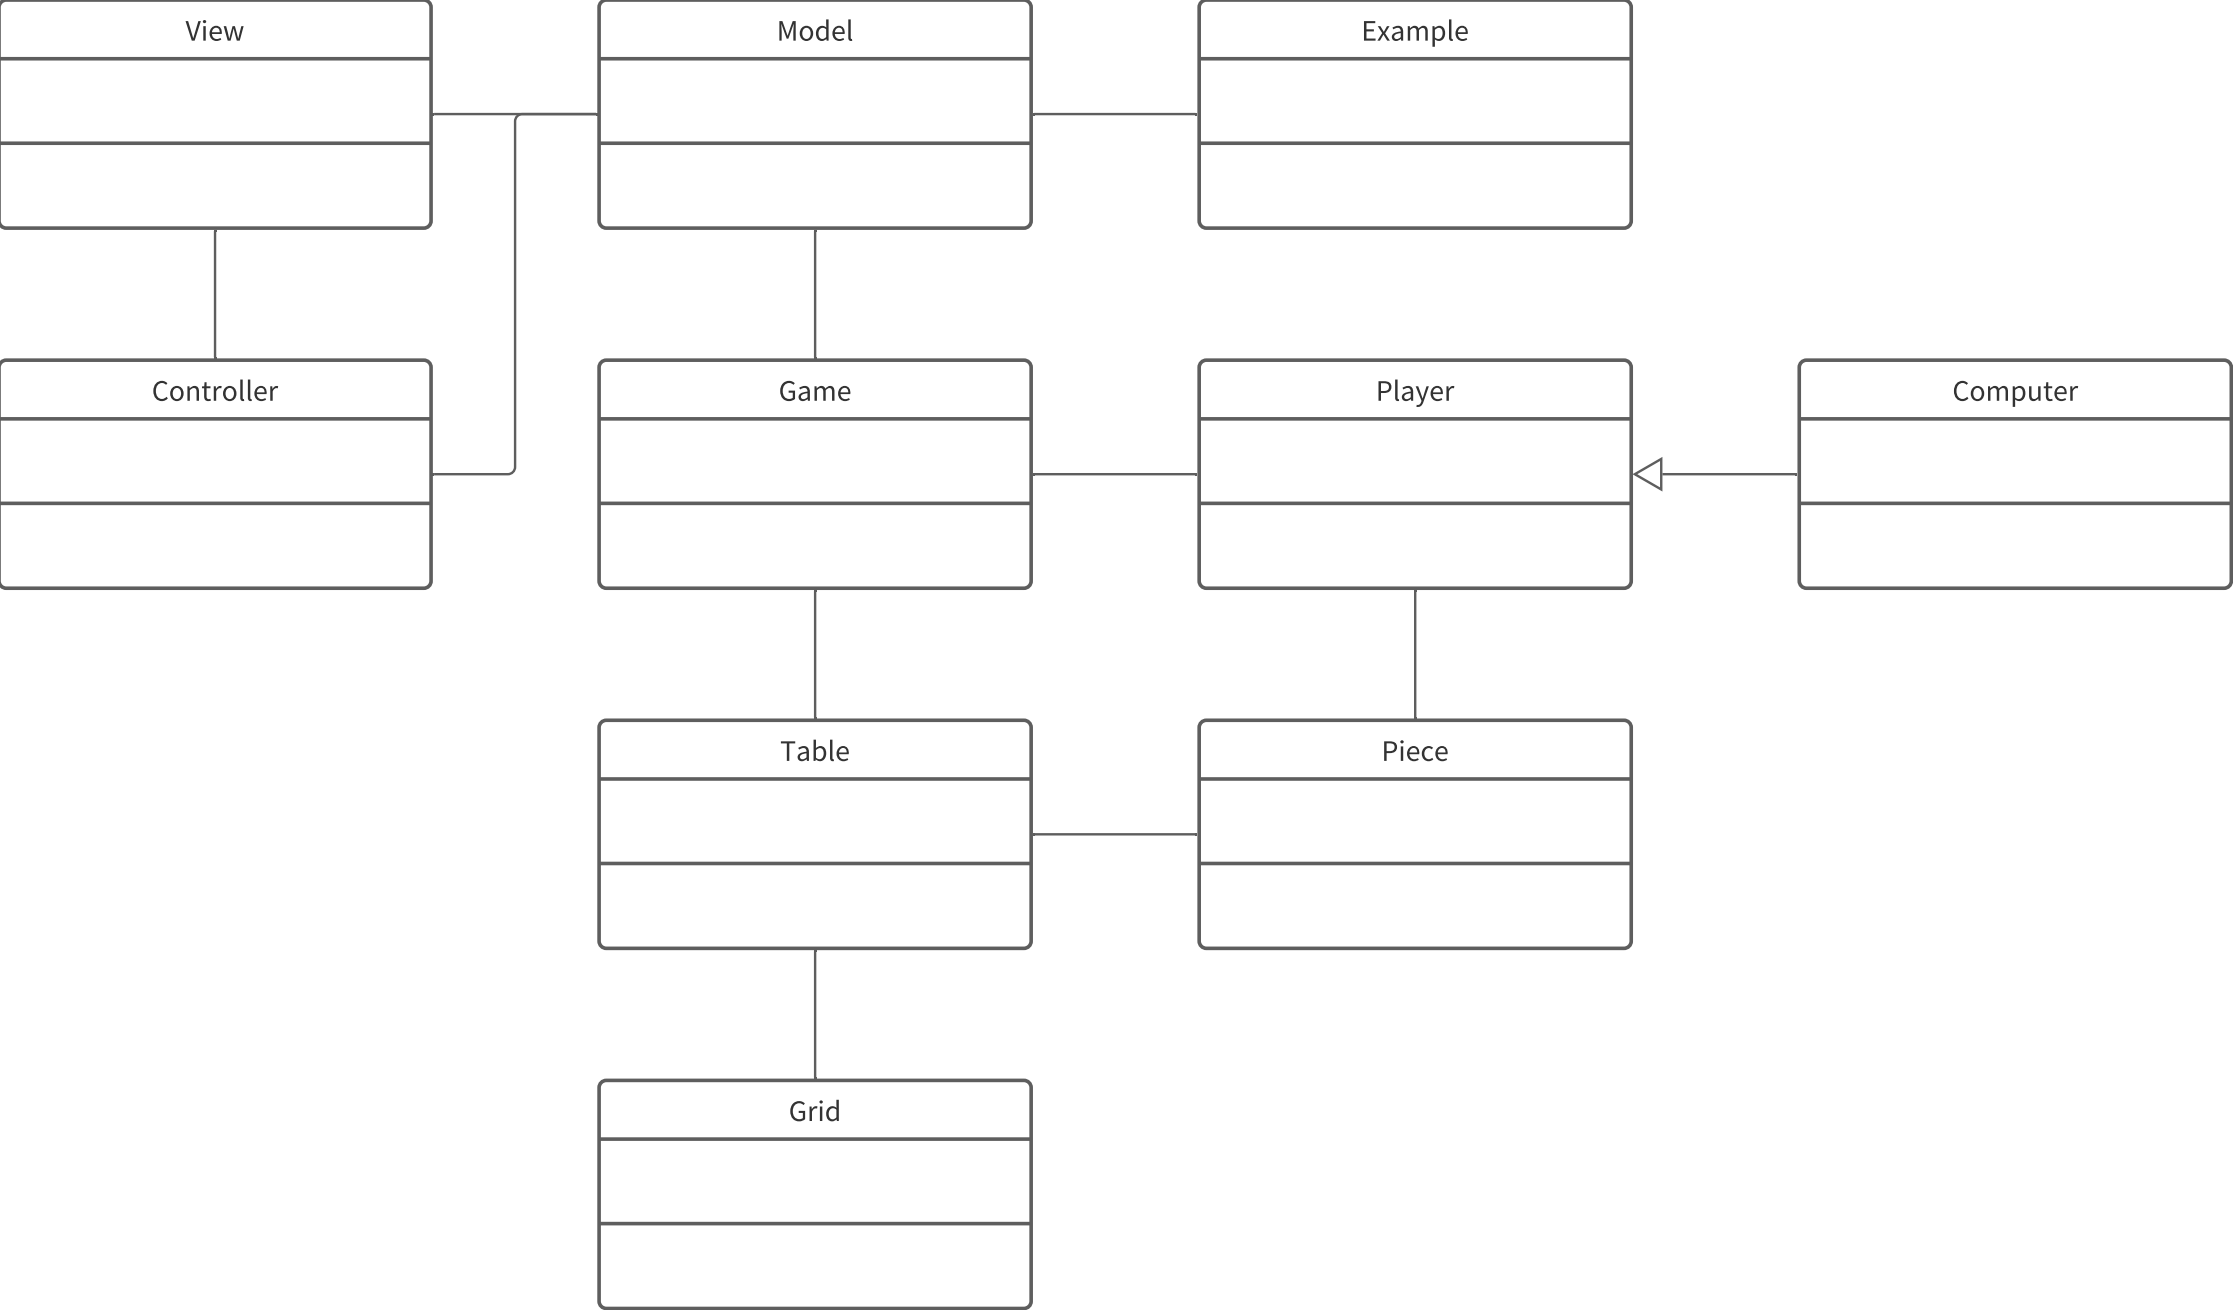 View
Model
Example
Controller
Game
Player
Computer
Table
Piece
Grid